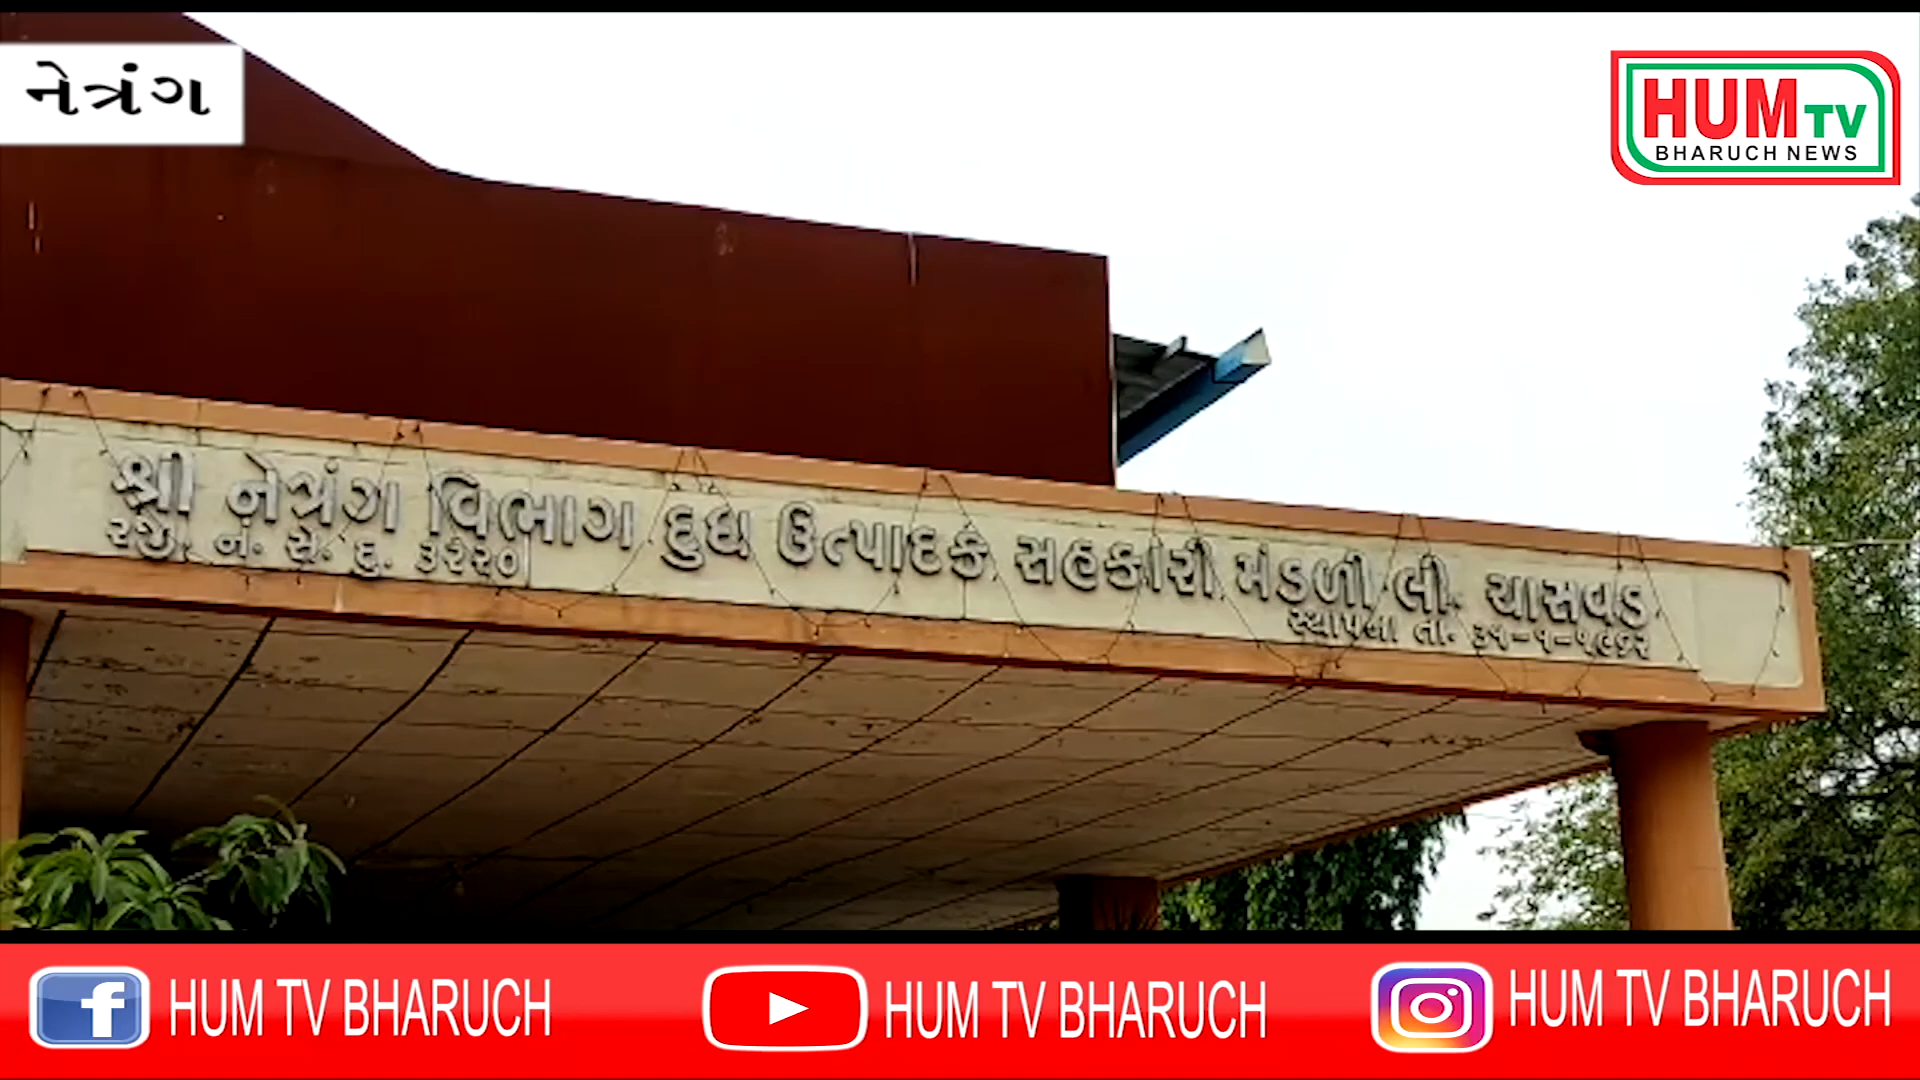 નેત્રંગ
HUM TV
BHARUCH NEWS
શ્રી નેત્રંગ વિભાગ દુધ ઉત્પાદક સહકારી મંડળી લી. ચાસવડ
રજી. નં. સે. દુ. ૩૨૨૦
સ્થાપના તા. ૩૧-૧-૧૯૬૨
HUM TV BHARUCH
HUM TV BHARUCH
HUM TV BHARUCH